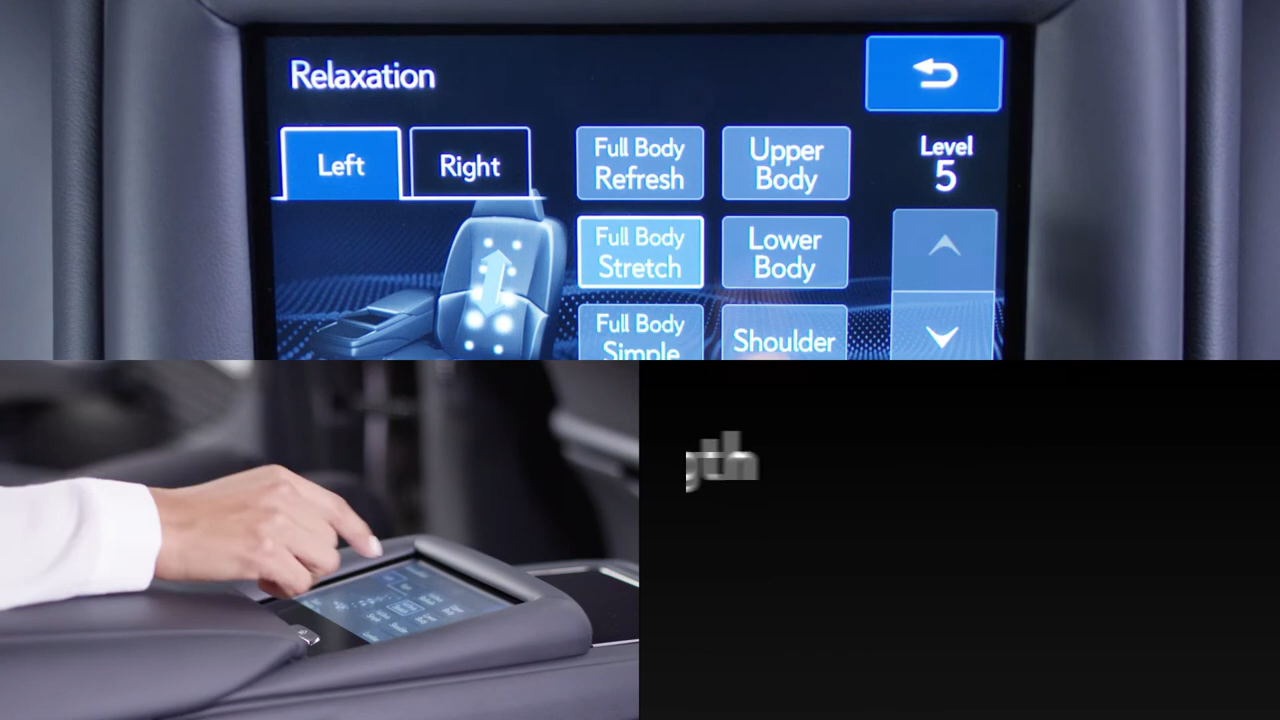 Relaxation
Left
Right
Full Body
Refresh
Upper
Body
Level
5
Full Body
Stretch
Lower
Body
Full Body
Simple
Shoulder
gth